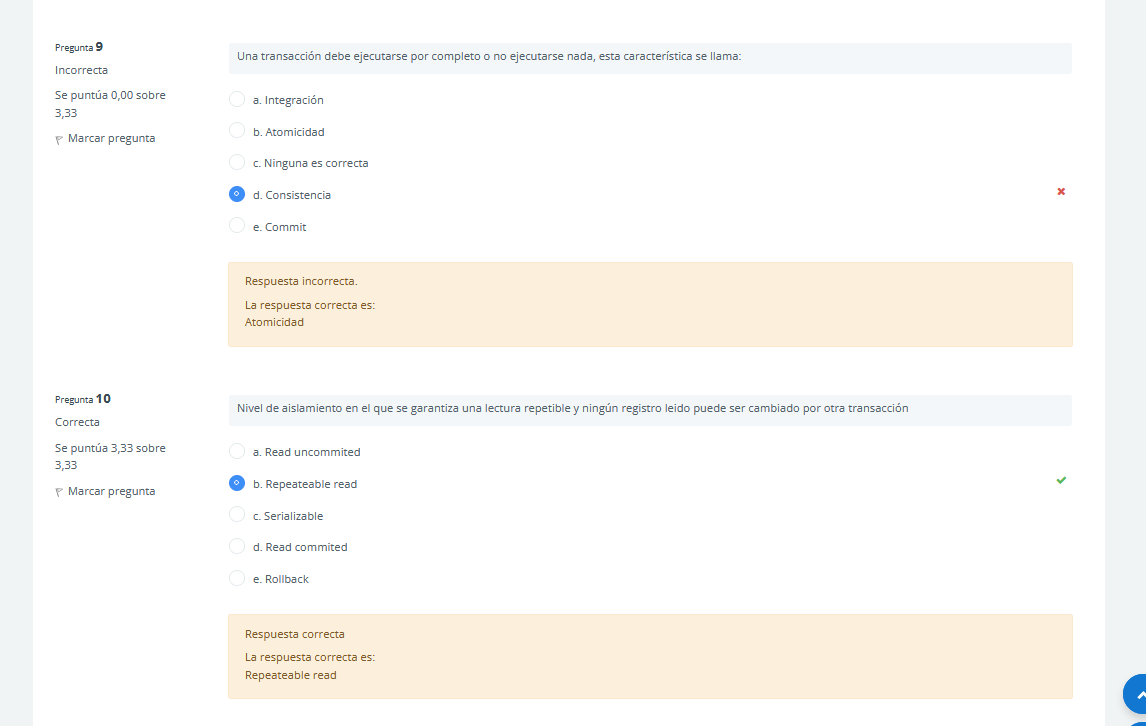 Pregunta 9
Incorrecta
Se puntúa 0,00 sobre
3,33
Marcar pregunta
Una transacción debe ejecutarse por completo o no ejecutarse nada, esta característica se llama:
a. Integración
b. Atomicidad
c. Ninguna es correcta
d. Consistencia
e. Commit
Respuesta incorrecta.
La respuesta correcta es:
Atomicidad
Pregunta 10
Correcta
Se puntúa 3,33 sobre
3,33
Marcar pregunta
Nivel de aislamiento en el que se garantiza una lectura repetible y ningún registro leido puede ser cambiado por otra transacción
a. Read uncommited
b. Repeateable read
c. Serializable
d. Read commited
e. Rollback
Respuesta correcta
La respuesta correcta es:
Repeateable read